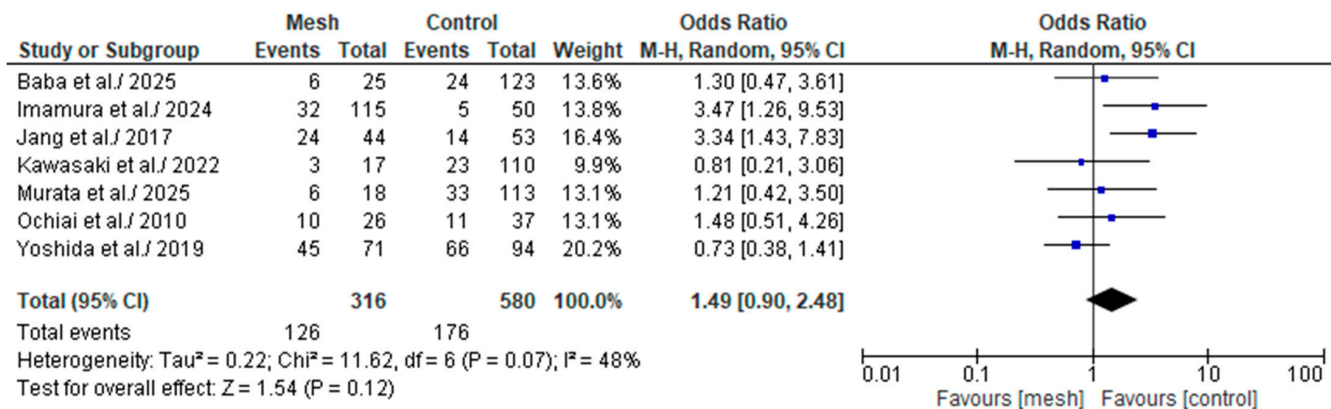 Mesh Control Odds Ratio Odds Ratio
Study or Subgroup Events Total Events Total Weight M-H, Random, 95% CI M-H, Random, 95% CI
Baba et al./ 2025 6 25 24 123 13.6% 1.30 [0.47, 3.61]
Imamura et al./ 2024 32 115 5 50 13.8% 3.47 [1.26, 9.53]
Jang et al./ 2017 24 44 14 53 16.4% 3.34 [1.43, 7.83]
Kawasaki et al./ 2022 3 17 23 110 9.9% 0.81 [0.21, 3.06]
Murata et al./ 2025 6 18 33 113 13.1% 1.21 [0.42, 3.50]
Ochiai et al./ 2010 10 26 11 37 13.1% 1.48 [0.51, 4.26]
Yoshida et al./ 2019 45 71 66 94 20.2% 0.73 [0.38, 1.41]
Total (95% CI) 316 580 100.0% 1.49 [0.90, 2.48]
Total events 126 176
Heterogeneity: Tau² = 0.22; Chi² = 11.62, df = 6 (P = 0.07); I² = 48%
Test for overall effect: Z = 1.54 (P = 0.12)
0.01 0.1 1 10 100
Favours [mesh] Favours [control]